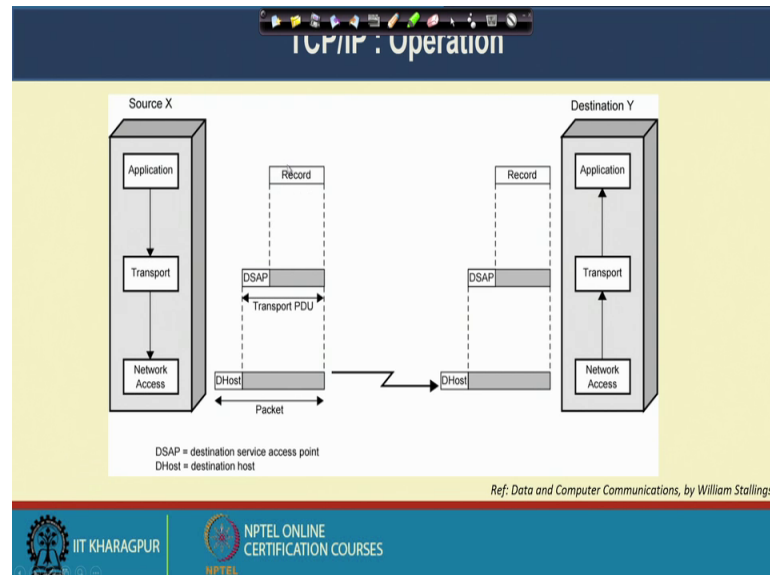 TCP/IP : Operation
Source X
Destination Y
Application
Record
Record
Application
Transport
DSAP
DSAP
Transport
Transport PDU
Network
Access
DHost
DHost
Network
Access
Packet
DSAP = destination service access point
DHost = destination host
Ref: Data and Computer Communications, by William Stallings
IIT KHARAGPUR
NPTEL
NPTEL ONLINE
CERTIFICATION COURSES